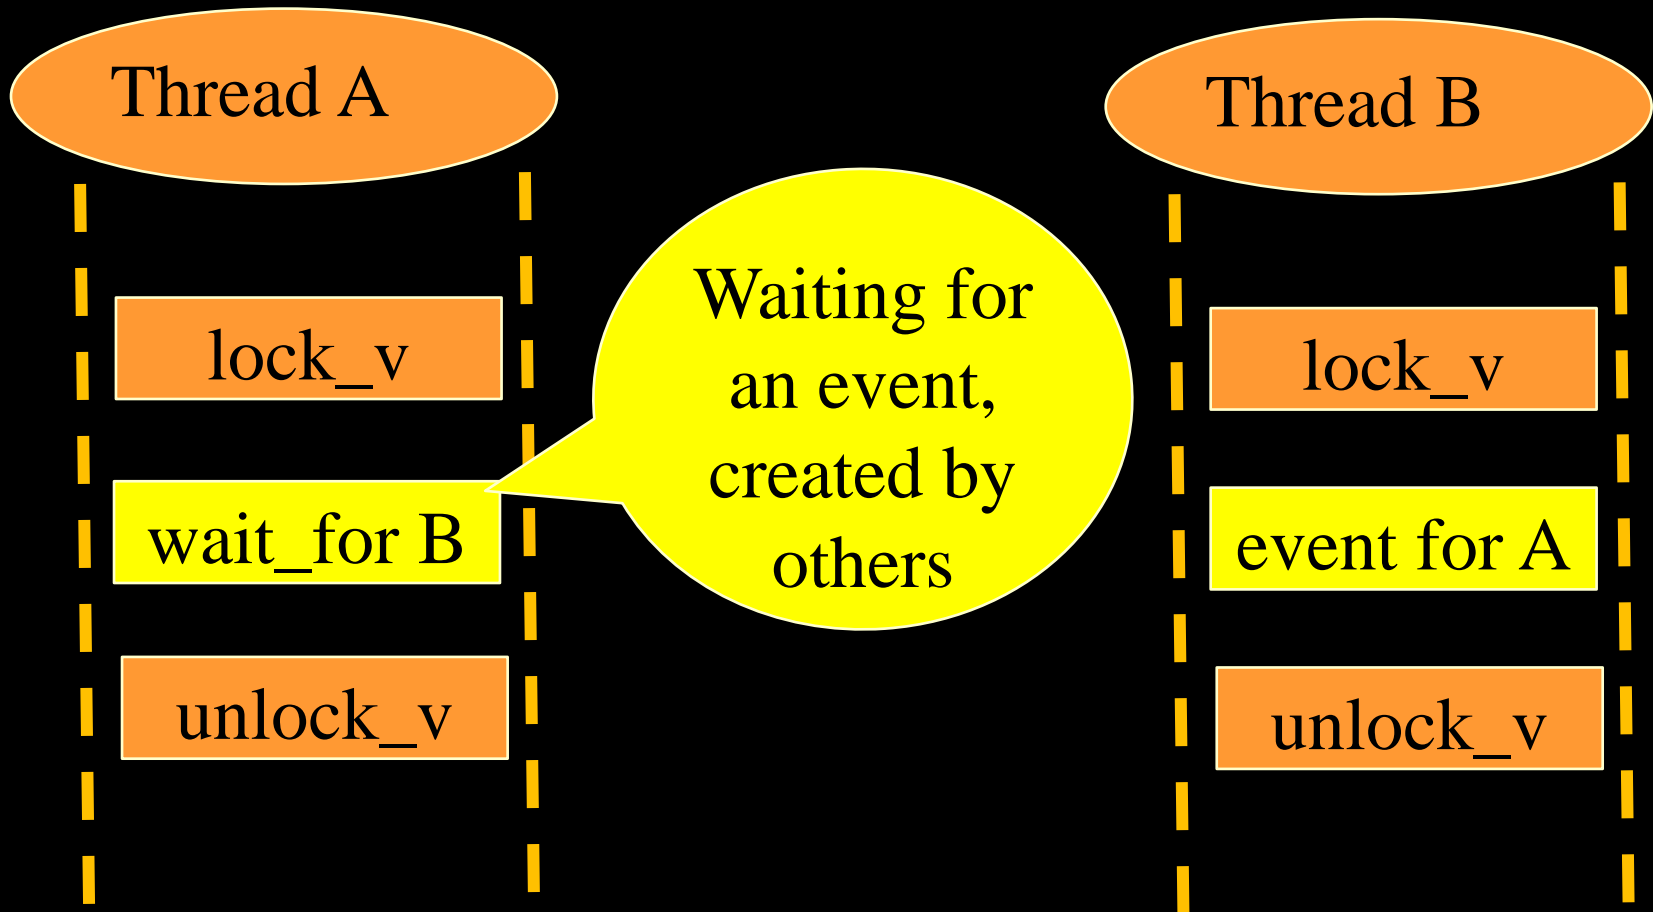 Thread A
lock_v
wait_for B
unlock_v
Waiting for
an event,
created by
others
Thread B
lock_v
event for A
unlock_v